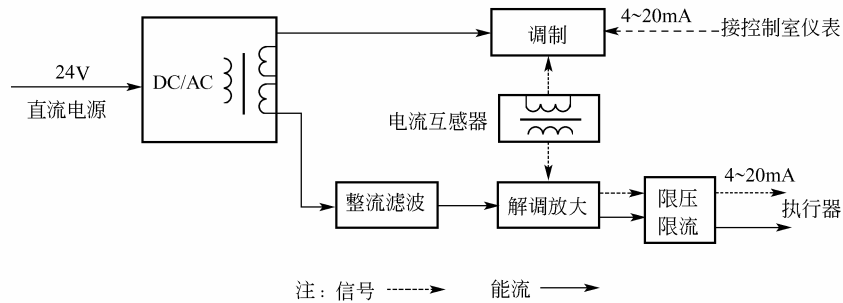 4~20mA
调制
接控制室仪表
24V
DC/AC
直流电源
电流互感器
4~20mA
整流滤波
解调放大
限压
限流
执行器
注：信号
能流